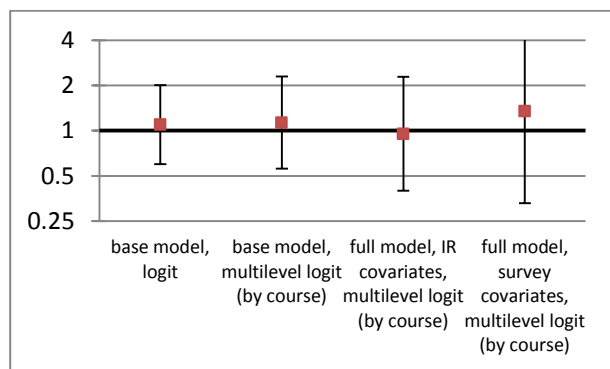 4
2
1
0.5
0.25
base model,
logit
base model,
multilevel logit
(by course)
full model, IR
covariates,
multilevel logit
(by course)
full model,
survey
covariates,
multilevel logit
(by course)